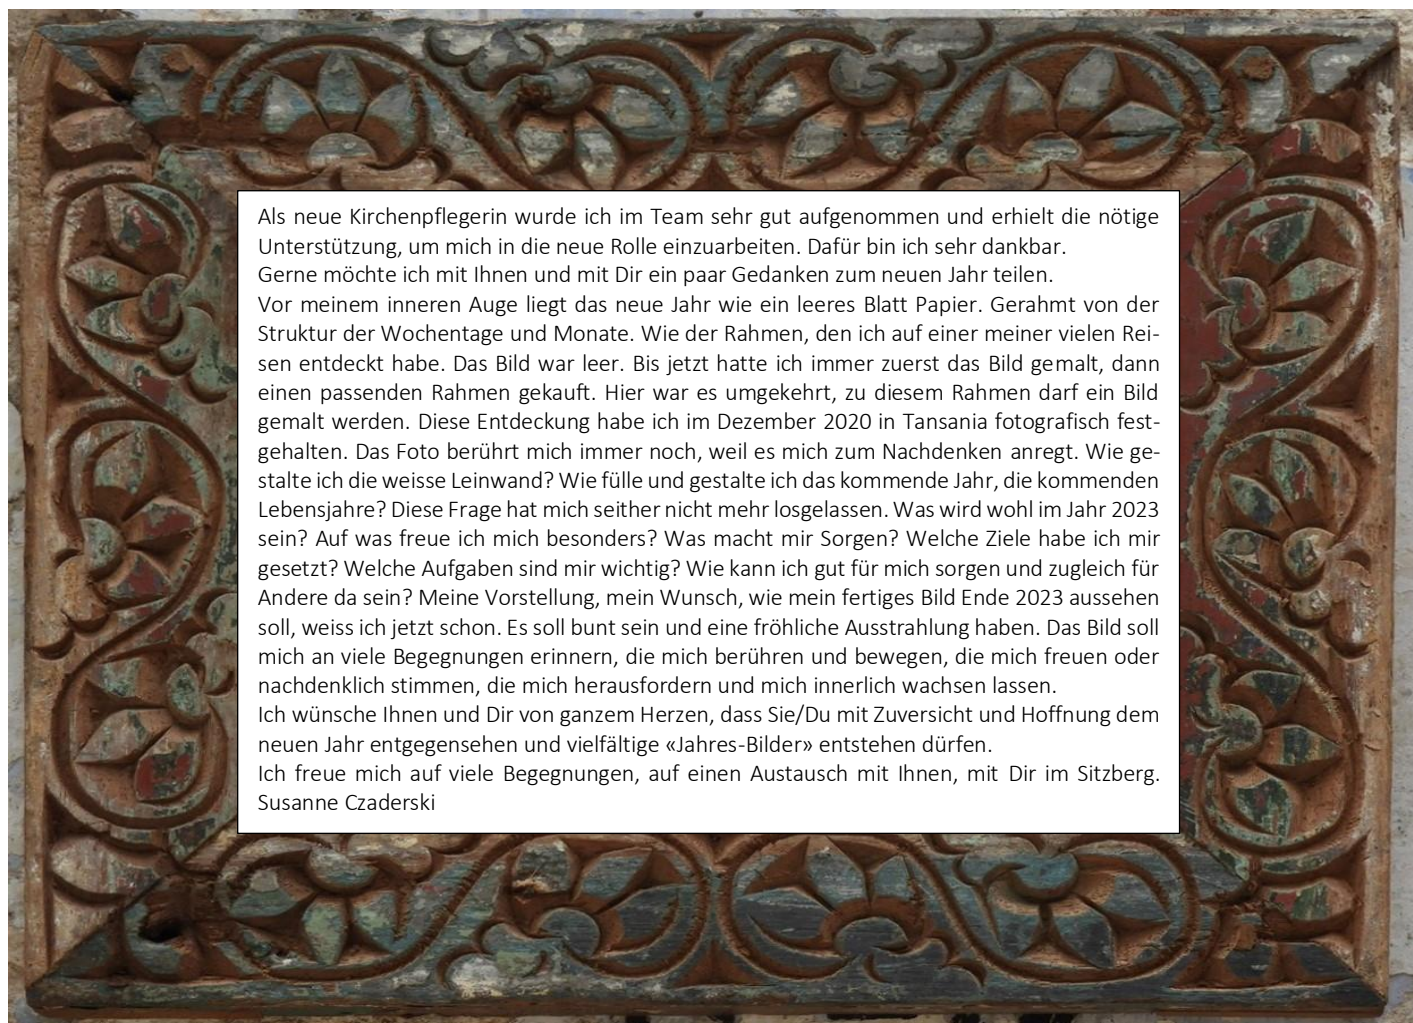 Als neue Kirchenpflegerin wurde ich im Team sehr gut aufgenommen und erhielt die nötige
Unterstützung, um mich in die neue Rolle einzuarbeiten. Dafür bin ich sehr dankbar.
Gerne möchte ich mit Ihnen und mit Dir ein paar Gedanken zum neuen Jahr teilen.
Vor meinem inneren Auge liegt das neue Jahr wie ein leeres Blatt Papier. Gerahmt von der
Struktur der Wochentage und Monate. Wie der Rahmen, den ich auf einer meiner vielen Rei-
sen entdeckt habe. Das Bild war leer. Bis jetzt hatte ich immer zuerst das Bild gemalt, dann
einen passenden Rahmen gekauft. Hier war es umgekehrt, zu diesem Rahmen darf ein Bild
gemalt werden. Diese Entdeckung habe ich im Dezember 2020 in Tansania fotografisch fest-
gehalten. Das Foto berührt mich immer noch, weil es mich zum Nachdenken anregt. Wie ge-
stalte ich die weisse Leinwand? Wie fülle und gestalte ich das kommende Jahr, die kommenden
Lebensjahre? Diese Frage hat mich seither nicht mehr losgelassen. Was wird wohl im Jahr 2023
sein? Auf was freue ich mich besonders? Was macht mir Sorgen? Welche Ziele habe ich mir
gesetzt? Welche Aufgaben sind mir wichtig? Wie kann ich gut für mich sorgen und zugleich für
Andere da sein? Meine Vorstellung, mein Wunsch, wie mein fertiges Bild Ende 2023 aussehen
soll, weiss ich jetzt schon. Es soll bunt sein und eine fröhliche Ausstrahlung haben. Das Bild soll
mich an viele Begegnungen erinnern, die mich berühren und bewegen, die mich freuen oder
nachdenklich stimmen, die mich herausfordern und mich innerlich wachsen lassen.
Ich wünsche Ihnen und Dir von ganzem Herzen, dass Sie/Du mit Zuversicht und Hoffnung dem
neuen Jahr entgegensehen und vielfältige «Jahres-Bilder» entstehen dürfen.
Ich freue mich auf viele Begegnungen, auf einen Austausch mit Ihnen, mit Dir im Sitzberg.
Susanne Czaderski